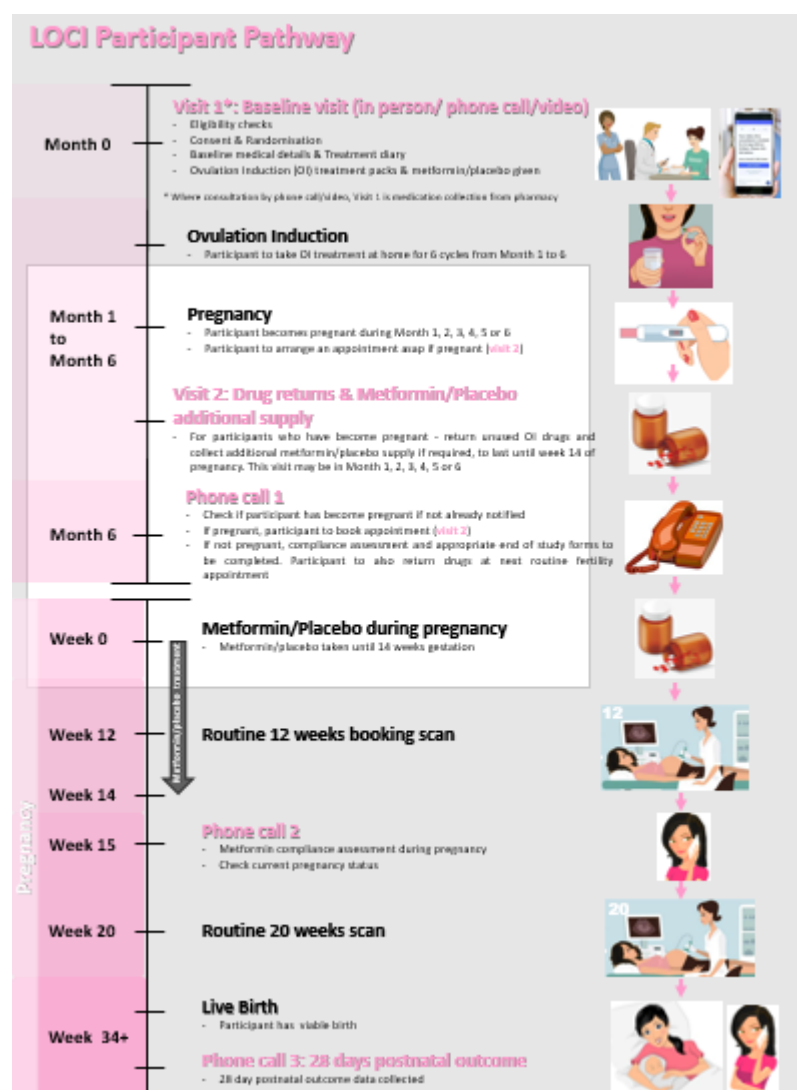 LOCI Participant Pathway
Month 0
Visit 1*: Baseline visit (in person/ phone call/video)
- Eligibility checks
- Consent & Randomisation
- Baseline medical details & Treatment diary
- Ovulation Induction (OI) treatment packs & metformin/placebo given
* Where consultation by phone call/video, Visit 1 is medication collection from pharmacy
Ovulation Induction
- Participant to take OI treatment at home for 6 cycles from Month 1 to 6
Month 1
to
Month 6
Pregnancy
- Participant becomes pregnant during Month 1, 2, 3, 4, 5 or 6
- Participant to arrange an appointment asap if pregnant (visit 2)
Visit 2: Drug returns & Metformin/Placebo
additional supply
- For participants who have become pregnant - return unused OI drugs and
collect additional metformin/placebo supply if required, to last until week 14 of
pregnancy. This visit may be in Month 1, 2, 3, 4, 5 or 6
Month 6
Phone call 1
- Check if participant has become pregnant if not already notified
- If pregnant, participant to book appointment (visit 2)
- If not pregnant, compliance assessment and appropriate end of study forms to
be completed. Participant to also return drugs at next routine fertility
appointment
Pregnancy
Week 0
Metformin/Placebo during pregnancy
- Metformin/placebo taken until 14 weeks gestation
Metformin/placebo treatment
Week 12
Routine 12 weeks booking scan
12
Week 14
Week 15
Phone call 2
- Metformin compliance assessment during pregnancy
- Check current pregnancy status
Week 20
Routine 20 weeks scan
20
Week 34+
Live Birth
- Participant has viable birth
Phone call 3: 28 days postnatal outcome
- 28 day postnatal outcome data collected